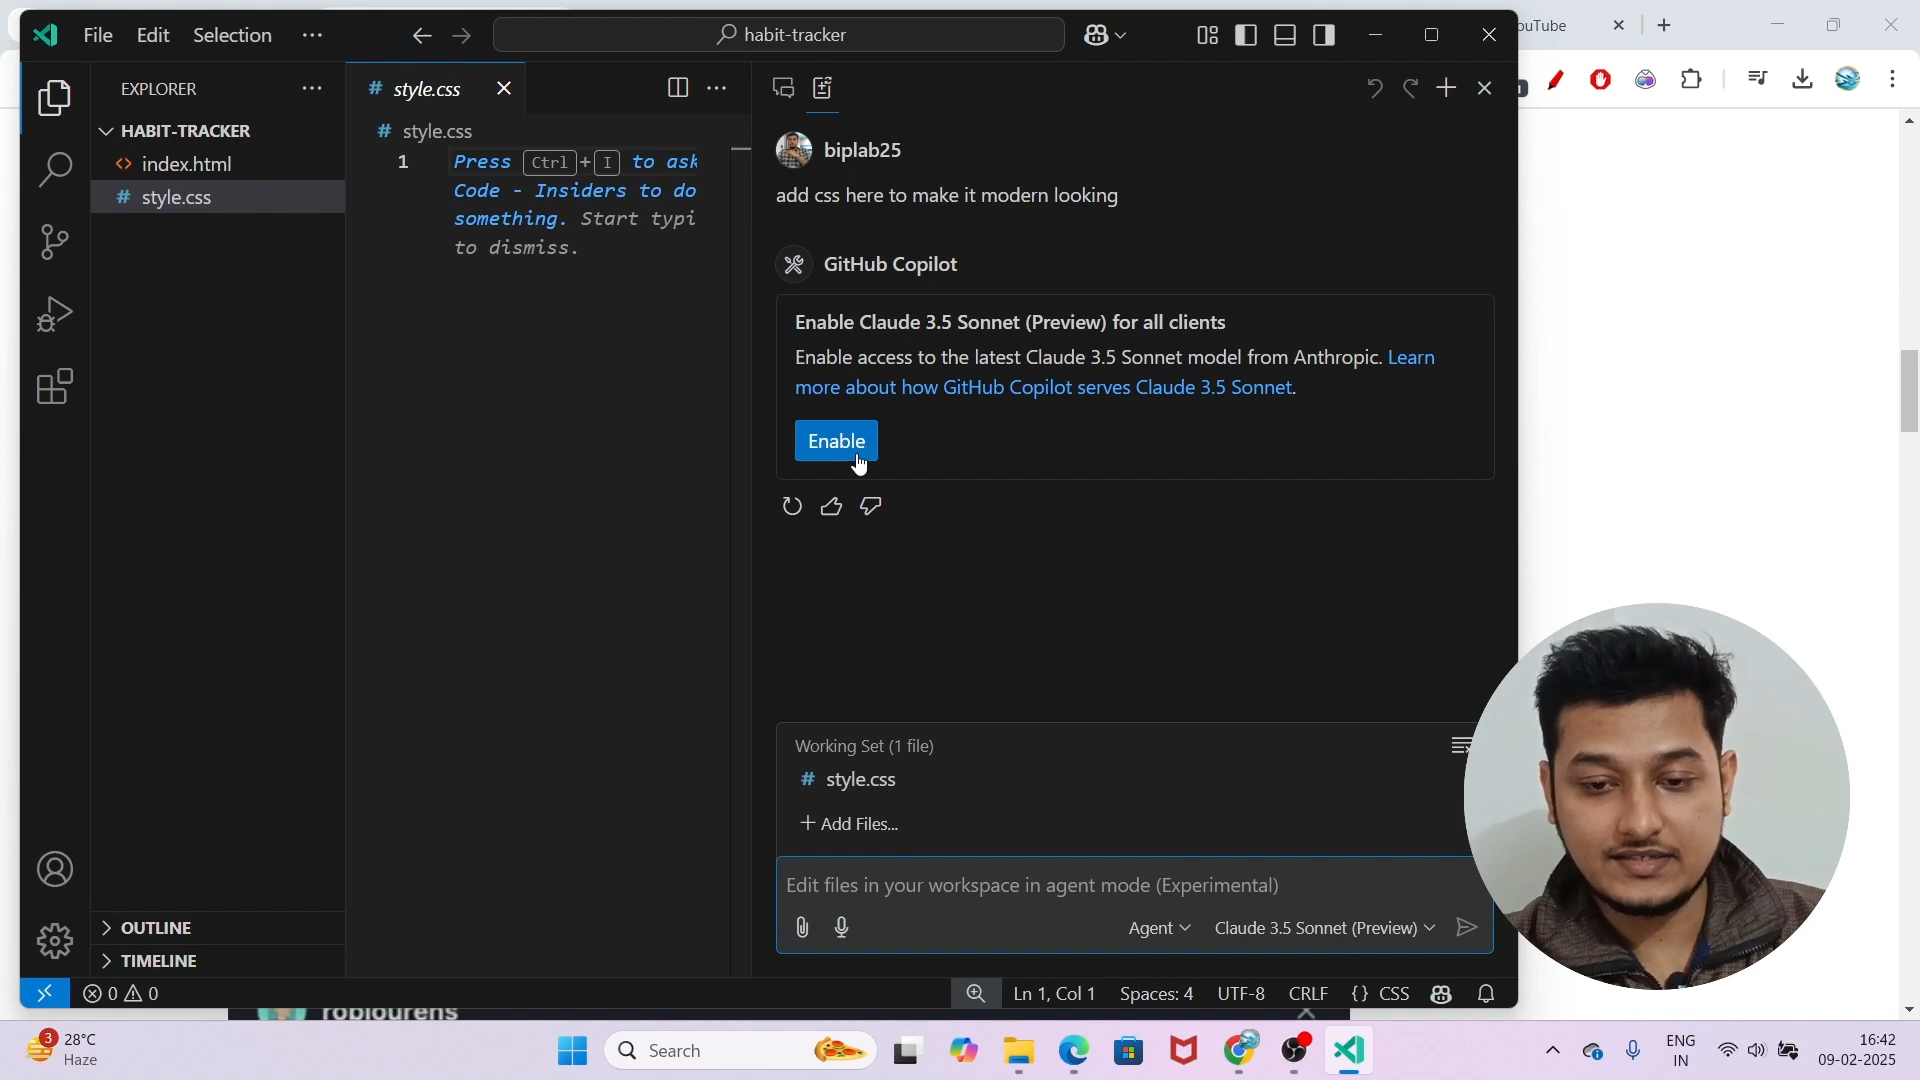 File Edit Selection ···
habit-tracker
ouTube
EXPLORER
HABIT-TRACKER
index.html
style.css
OUTLINE
TIMELINE
# style.css
# style.css
1 Press Ctrl+I to ask
Code - Insiders to do
something. Start typi
to dismiss.
biplab25
add css here to make it modern looking
GitHub Copilot
Enable Claude 3.5 Sonnet (Preview) for all clients
Enable access to the latest Claude 3.5 Sonnet model from Anthropic. Learn
more about how GitHub Copilot serves Claude 3.5 Sonnet.
Enable
Working Set (1 file)
# style.css
+ Add Files...
Edit files in your workspace in agent mode (Experimental)
Agent Claude 3.5 Sonnet (Preview)
0 0
Ln 1, Col 1 Spaces: 4 UTF-8 CRLF {} CSS
roblourens
3
28°C
Haze
Search
ENG
IN
16:42
09-02-2025